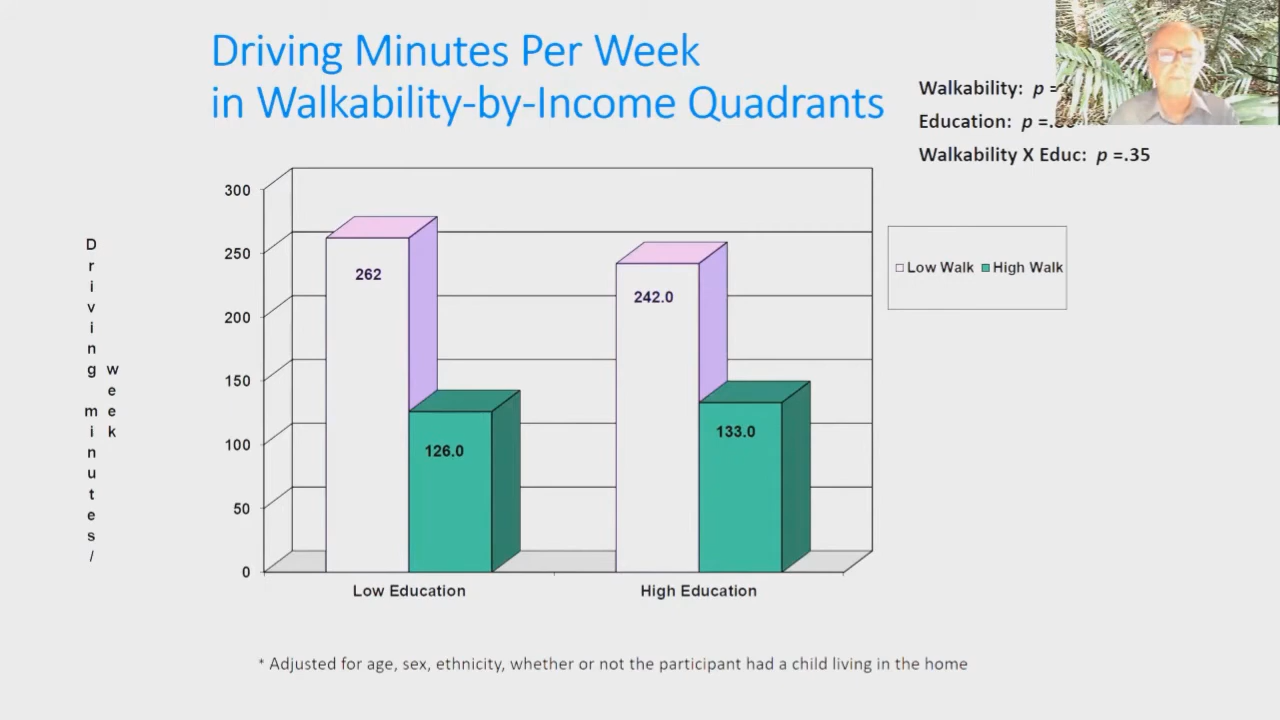 Driving Minutes Per Week
in Walkability-by-Income Quadrants
Walkability: p =
Education: p =.
Walkability X Educ: p =.35
300
250
200
150
100
50
0
Driving minutes/
week
262
126.0
242.0
133.0
Low Walk
High Walk
Low Education
High Education
* Adjusted for age, sex, ethnicity, whether or not the participant had a child living in the home